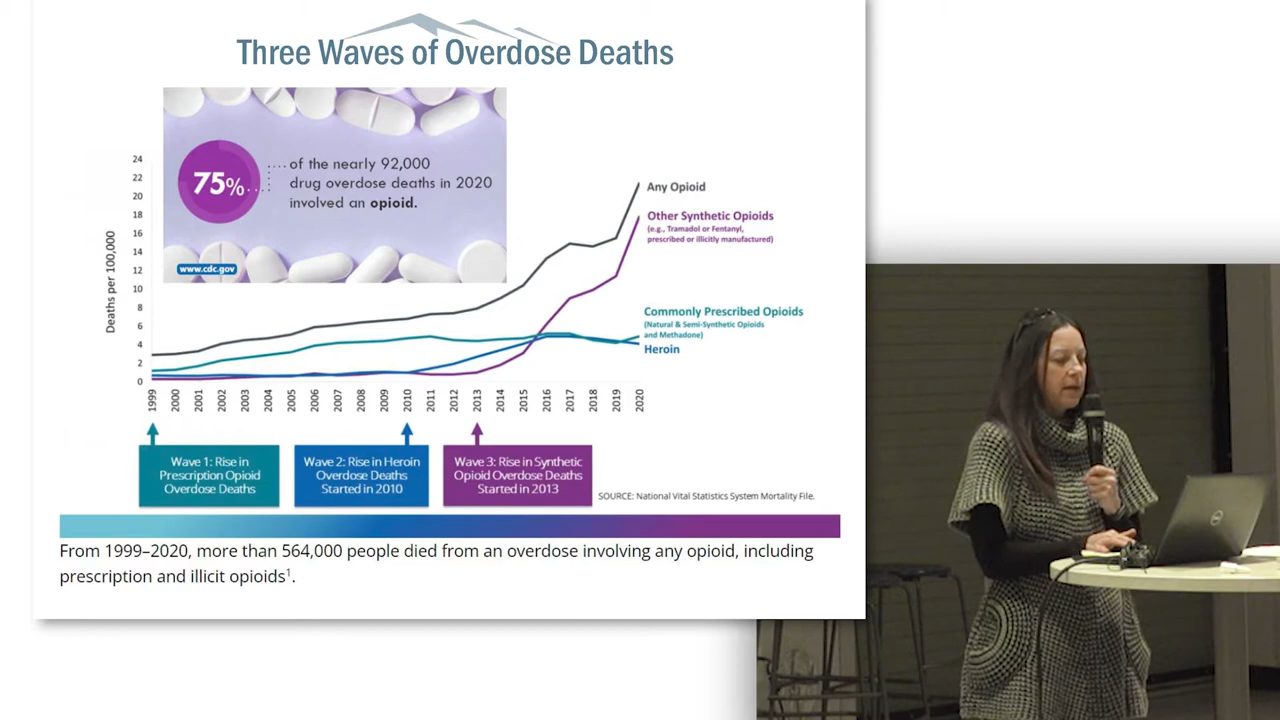 Three Waves of Overdose Deaths
75%
of the nearly 92,000
drug overdose deaths in 2020
involved an opioid.
www.cdc.gov
Deaths per 100,000
24
22
20
18
16
14
12
10
8
6
4
2
0
1999
2000
2001
2002
2003
2004
2005
2006
2007
2008
2009
2010
2011
2012
2013
2014
2015
2016
2017
2018
2019
2020
Any Opioid
Other Synthetic Opioids
(e.g., Tramadol or Fentanyl,
prescribed or illicitly manufactured)
Commonly Prescribed Opioids
(Natural & Semi-Synthetic Opioids
and Methadone)
Heroin
Wave 1: Rise in
Prescription Opioid
Overdose Deaths
Wave 2: Rise in Heroin
Overdose Deaths
Started in 2010
Wave 3: Rise in Synthetic
Opioid Overdose Deaths
Started in 2013
SOURCE: National Vital Statistics System Mortality File.
From 1999–2020, more than 564,000 people died from an overdose involving any opioid, including
prescription and illicit opioids¹.
DELL